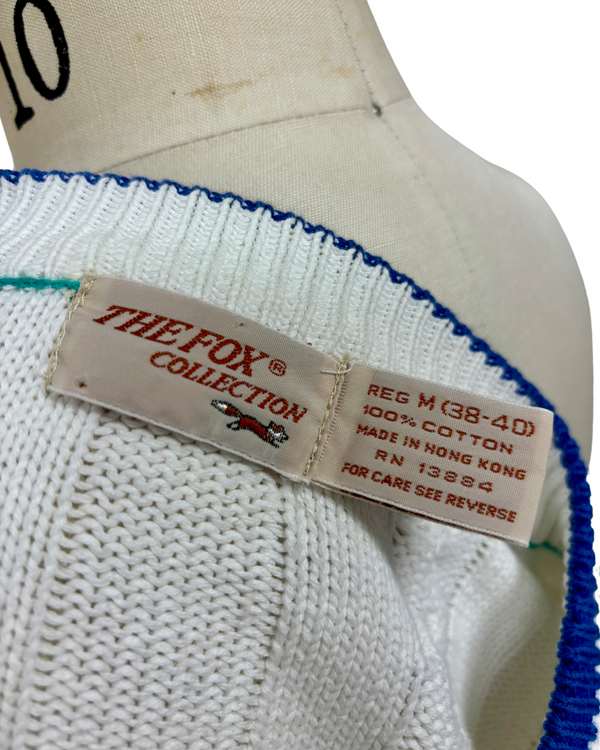 10
THE FOX®
COLLECTION
REG M (38-40)
100% COTTON
MADE IN HONG KONG
RN 13884
FOR CARE SEE REVERSE